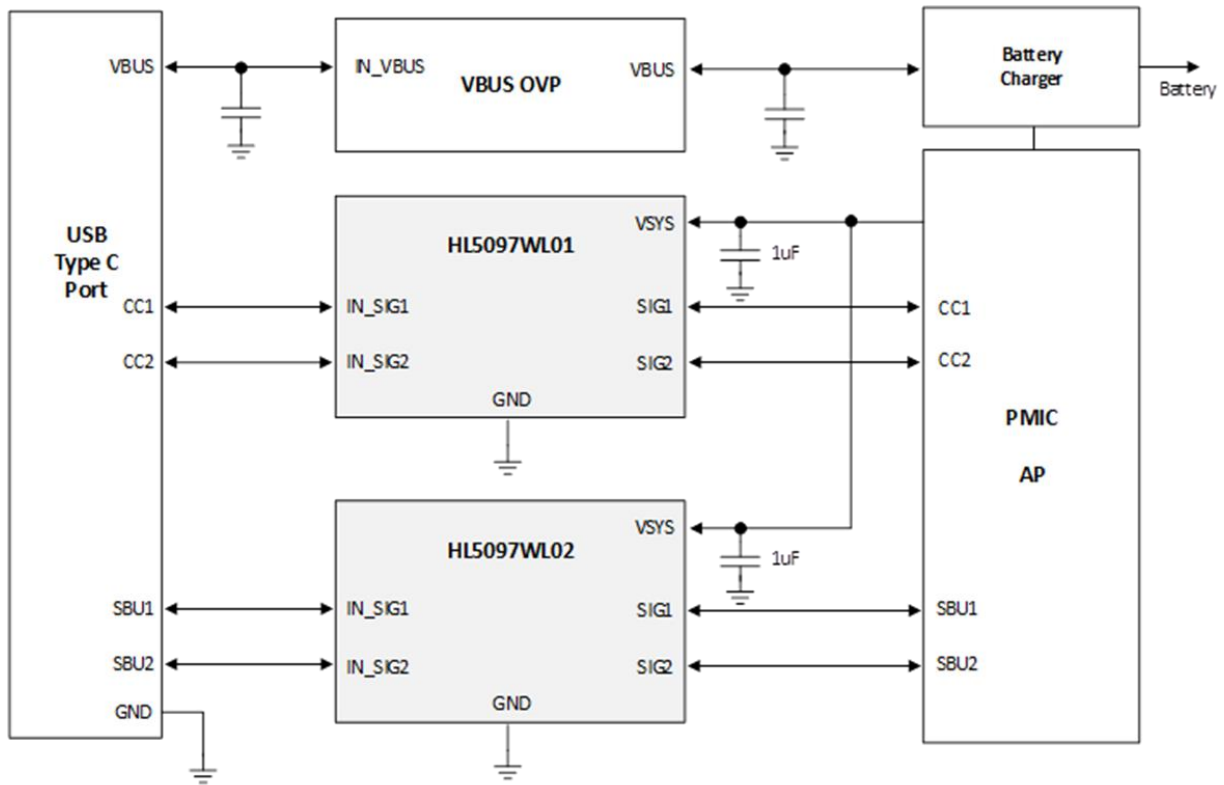 VBUS
IN_VBUS
VBUS OVP
VBUS
Battery
Charger
Battery
USB
Type C
Port
CC1
CC2
SBU1
SBU2
GND
HL5097WL01
VSYS
1uF
IN_SIG1
SIG1
IN_SIG2
SIG2
GND
HL5097WL02
VSYS
1uF
IN_SIG1
SIG1
IN_SIG2
SIG2
GND
CC1
CC2
PMIC
AP
SBU1
SBU2